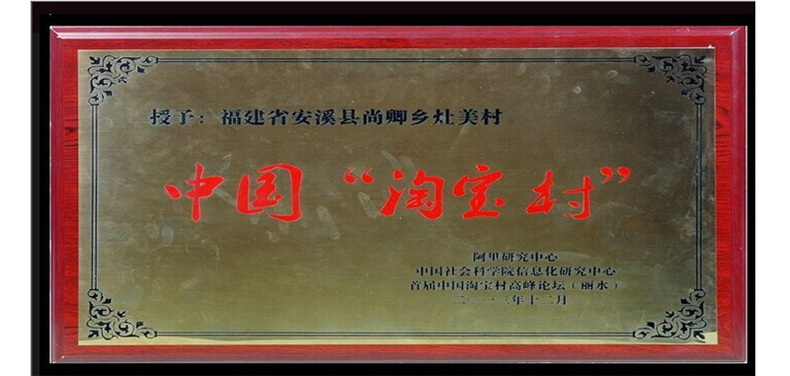 授予：福建省安溪县尚卿乡灶美村
中国“淘宝村”
阿里研究中心
中国社会科学院信息化研究中心
首届中国淘宝村高峰论坛（丽水）
二〇一三年十二月